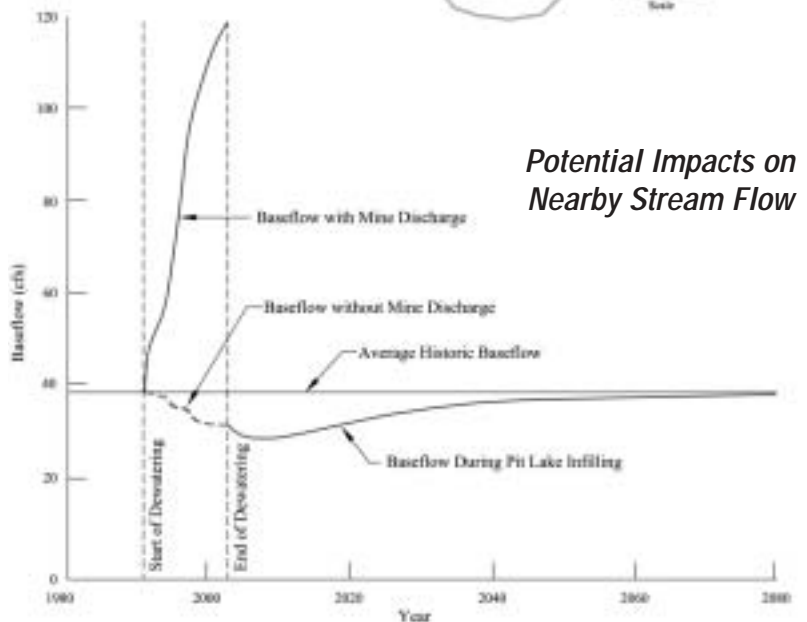 Scale
120
100
80
60
40
20
0
Baseflow (cfs)
Potential Impacts on
Nearby Stream Flow
Baseflow with Mine Discharge
Baseflow without Mine Discharge
Average Historic Baseflow
Baseflow During Pit Lake Infilling
Start of Dewatering
End of Dewatering
1980 2000 2020 2040 2060 2080
Year